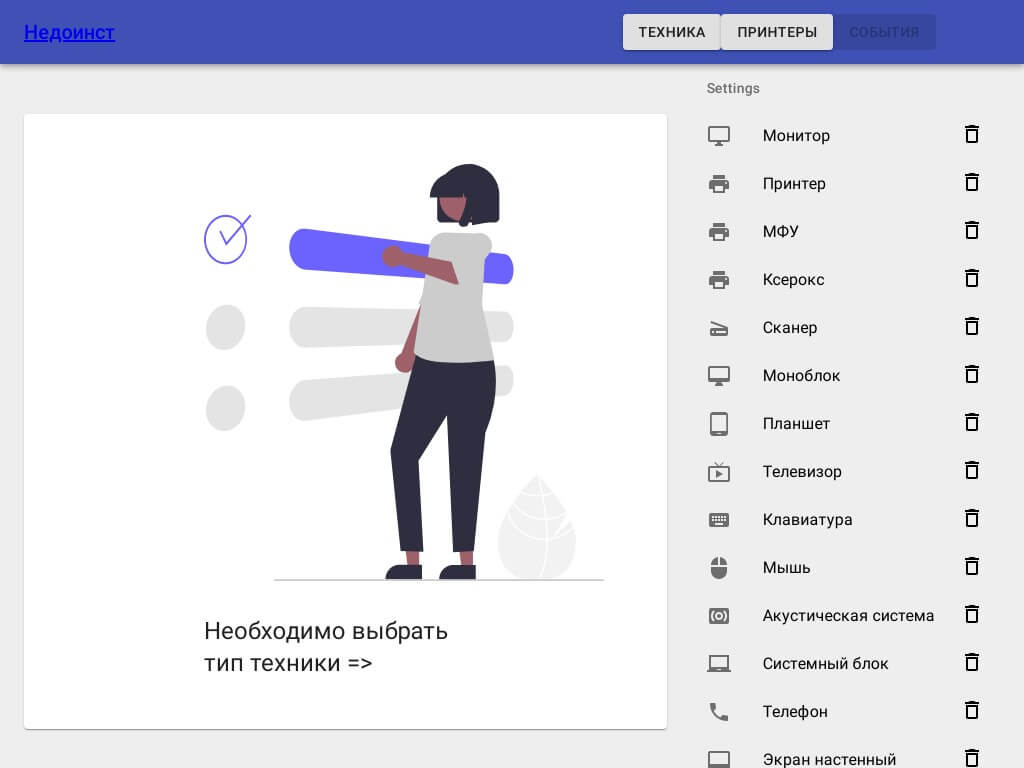 Недоинст
ТЕХНИКА
ПРИНТЕРЫ
СОБЫТИЯ
Необходимо выбрать
тип техники =>
Settings
Монитор
Принтер
МФУ
Ксерокс
Сканер
Моноблок
Планшет
Телевизор
Клавиатура
Мышь
Акустическая система
Системный блок
Телефон
Экран настенный